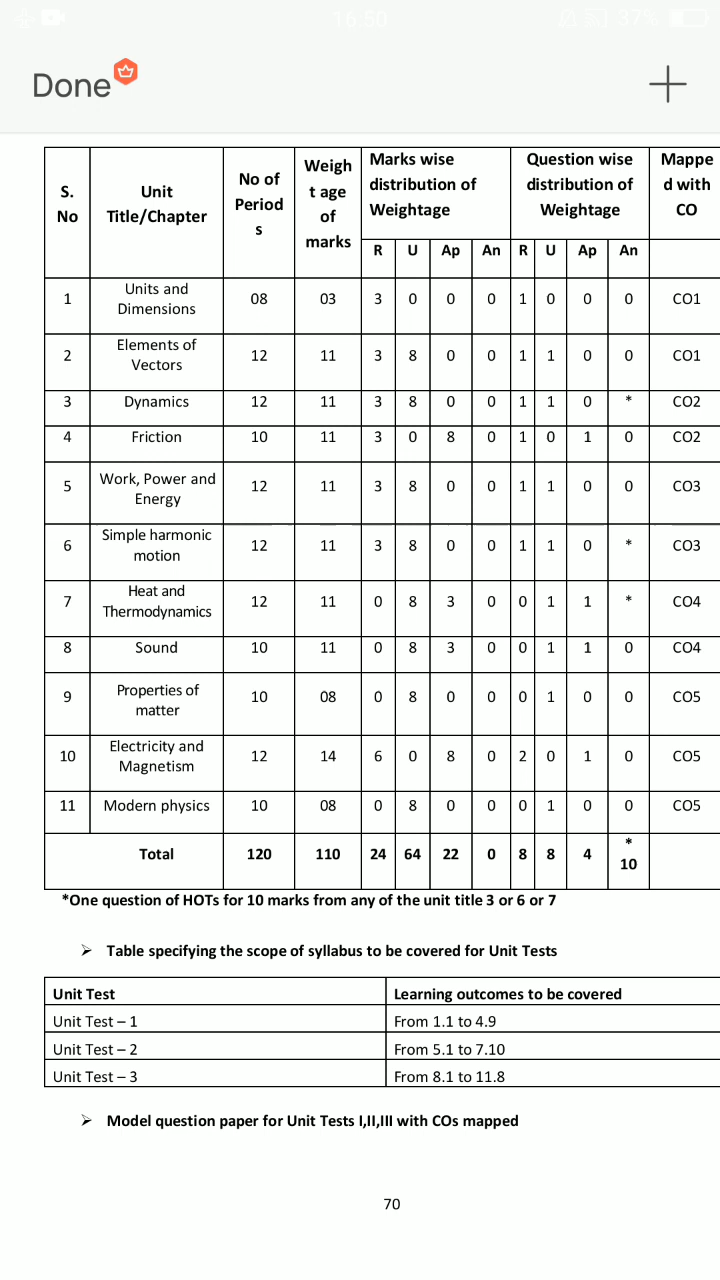 16:50
37%
Done
S. No | Unit Title/Chapter | No of Period s | Weigh t age of marks | Marks wise distribution of Weightage | Question wise distribution of Weightage | Mappe d with CO
R | U | Ap | An | R | U | Ap | An
1 | Units and Dimensions | 08 | 03 | 3 | 0 | 0 | 0 | 1 | 0 | 0 | 0 | CO1
2 | Elements of Vectors | 12 | 11 | 3 | 8 | 0 | 0 | 1 | 1 | 0 | 0 | CO1
3 | Dynamics | 12 | 11 | 3 | 8 | 0 | 0 | 1 | 1 | 0 | * | CO2
4 | Friction | 10 | 11 | 3 | 0 | 8 | 0 | 1 | 0 | 1 | 0 | CO2
5 | Work, Power and Energy | 12 | 11 | 3 | 8 | 0 | 0 | 1 | 1 | 0 | 0 | CO3
6 | Simple harmonic motion | 12 | 11 | 3 | 8 | 0 | 0 | 1 | 1 | 0 | * | CO3
7 | Heat and Thermodynamics | 12 | 11 | 0 | 8 | 3 | 0 | 0 | 1 | 1 | * | CO4
8 | Sound | 10 | 11 | 0 | 8 | 3 | 0 | 0 | 1 | 1 | 0 | CO4
9 | Properties of matter | 10 | 08 | 0 | 8 | 0 | 0 | 0 | 1 | 0 | 0 | CO5
10 | Electricity and Magnetism | 12 | 14 | 6 | 0 | 8 | 0 | 2 | 0 | 1 | 0 | CO5
11 | Modern physics | 10 | 08 | 0 | 8 | 0 | 0 | 0 | 1 | 0 | 0 | CO5
Total | 120 | 110 | 24 | 64 | 22 | 0 | 8 | 8 | 4 | * 10
*One question of HOTs for 10 marks from any of the unit title 3 or 6 or 7
➢ Table specifying the scope of syllabus to be covered for Unit Tests
Unit Test | Learning outcomes to be covered
Unit Test – 1 | From 1.1 to 4.9
Unit Test – 2 | From 5.1 to 7.10
Unit Test – 3 | From 8.1 to 11.8
➢ Model question paper for Unit Tests I,II,III with COs mapped
70